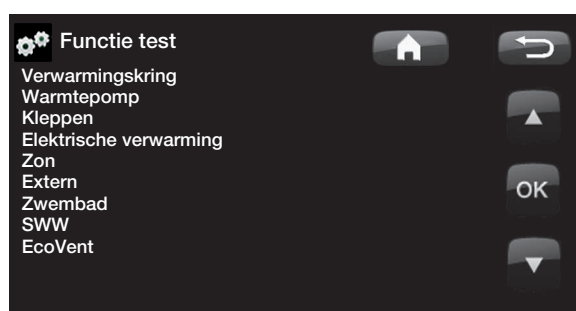 Functie test
Verwarmingskring
Warmtepomp
Kleppen
Elektrische verwarming
Zon
Extern
Zwembad
SWW
EcoVent
OK